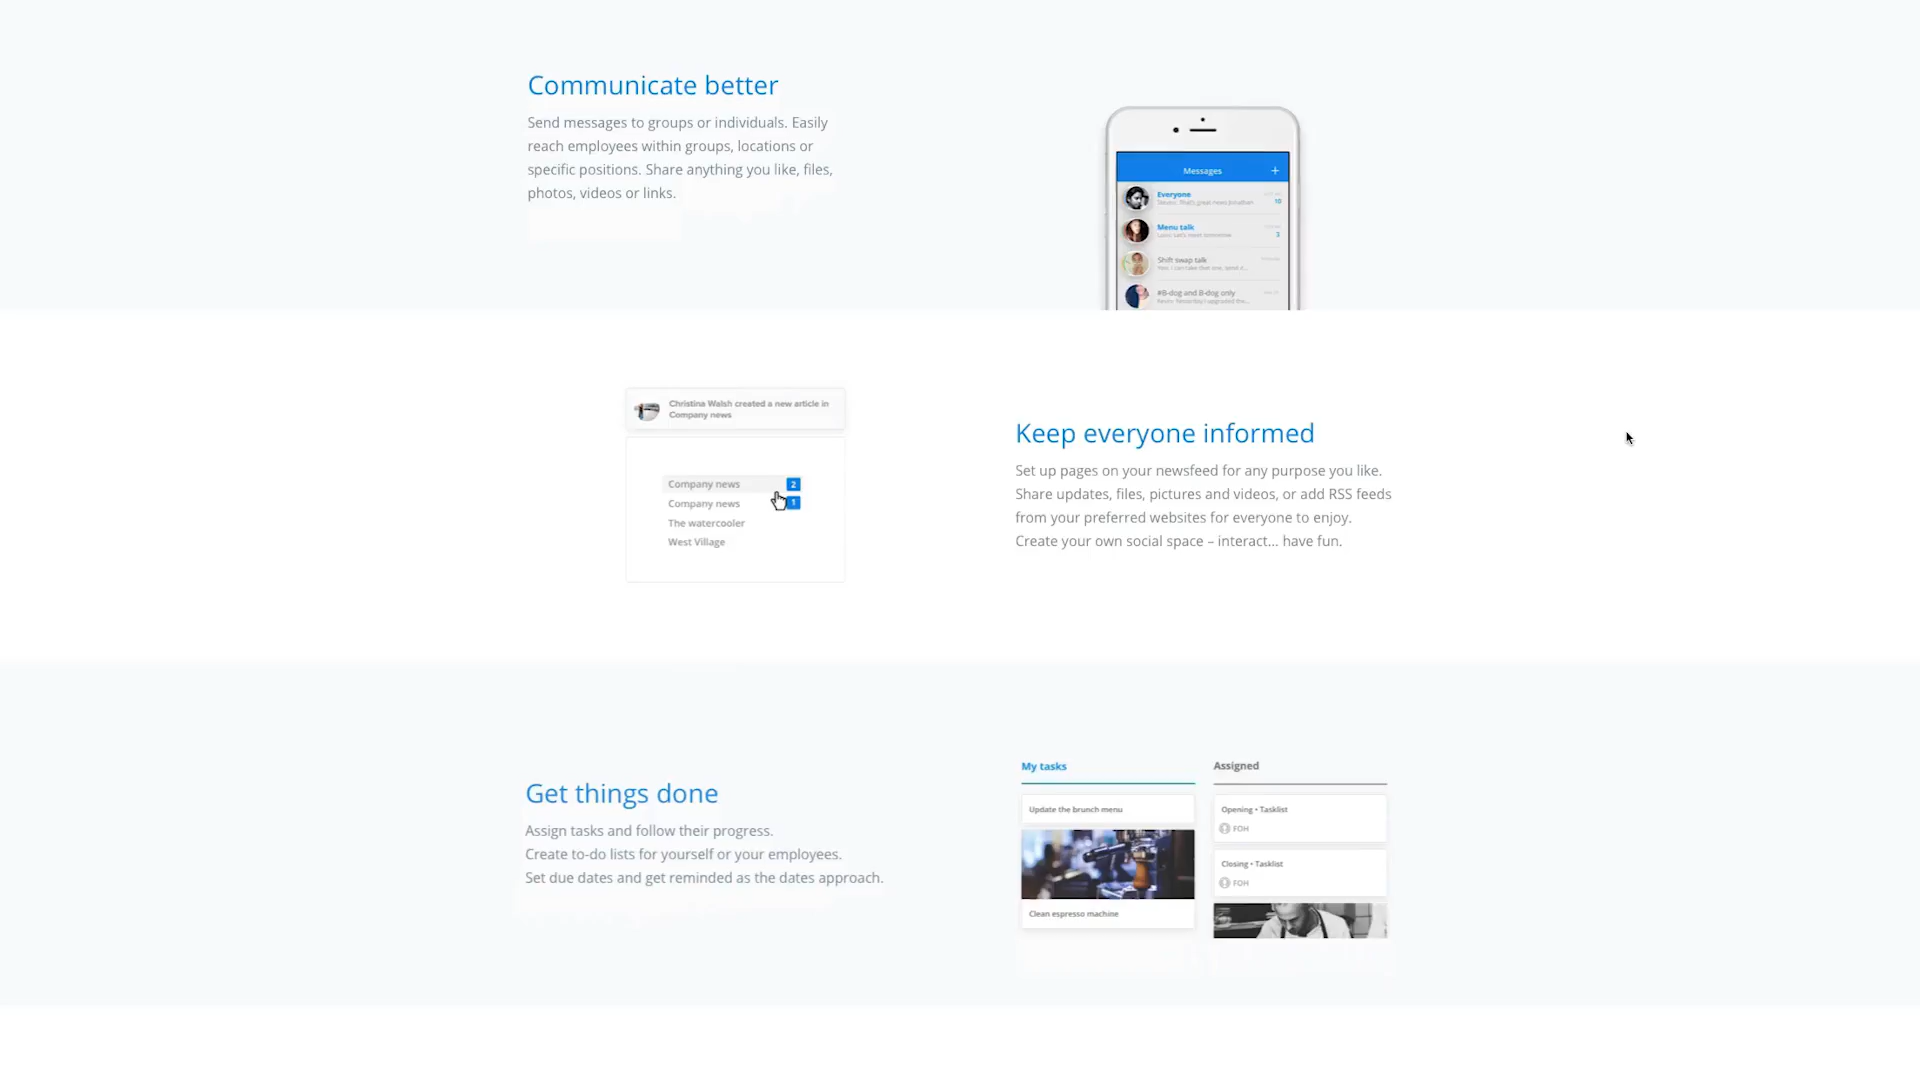 Communicate better
Send messages to groups or individuals. Easily
reach employees within groups, locations or
specific positions. Share anything you like, files,
photos, videos or links.
Messages +
Everyone
10
Menu talk
3
Shift swap talk
#B-dog and B-dog only
Christina Walsh created a new article in
Company news
Company news 2
Company news 1
The watercooler
West Village
Keep everyone informed
Set up pages on your newsfeed for any purpose you like.
Share updates, files, pictures and videos, or add RSS feeds
from your preferred websites for everyone to enjoy.
Create your own social space – interact... have fun.
Get things done
Assign tasks and follow their progress.
Create to-do lists for yourself or your employees.
Set due dates and get reminded as the dates approach.
My tasks
Update the brunch menu
Clean espresso machine
Assigned
Opening • Tasklist
FOH
Closing • Tasklist
FOH